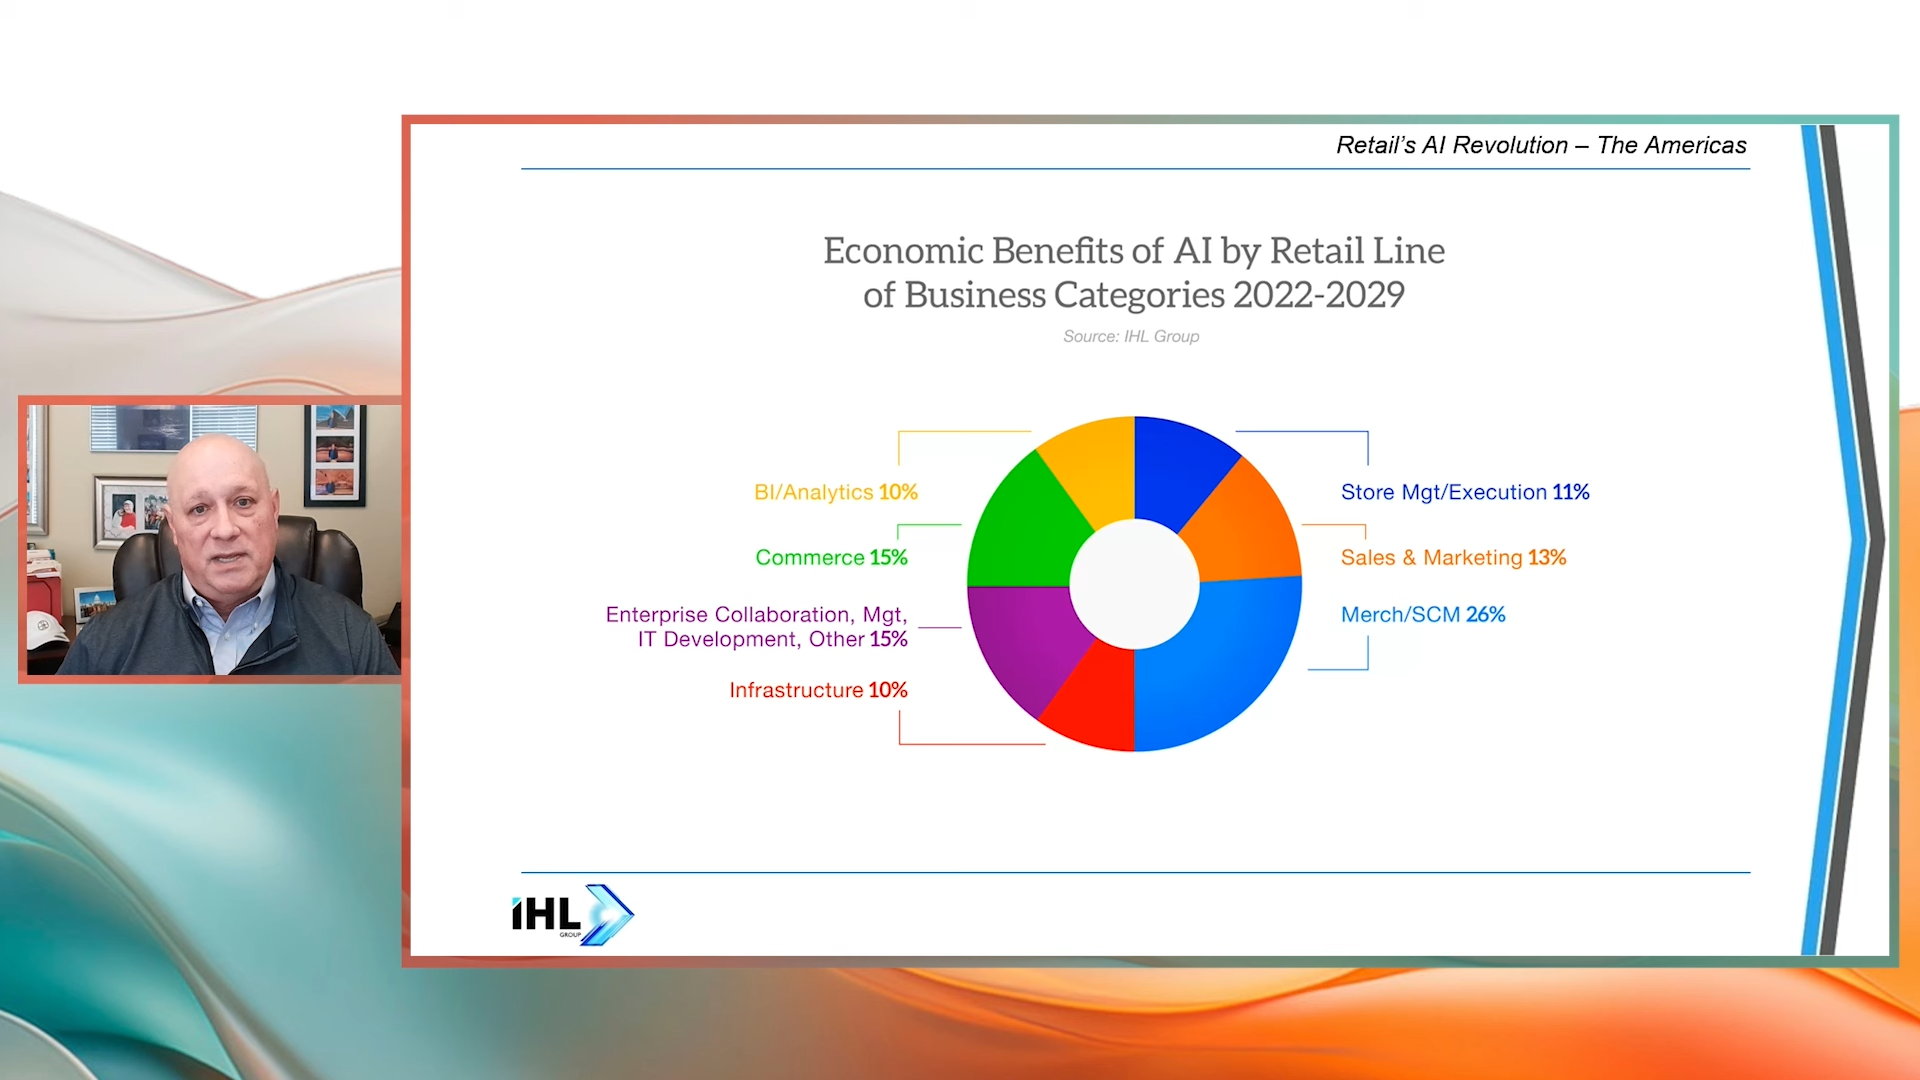 Retail's AI Revolution – The Americas
Economic Benefits of AI by Retail Line
of Business Categories 2022-2029
Source: IHL Group
BI/Analytics 10%
Commerce 15%
Enterprise Collaboration, Mgt,
IT Development, Other 15%
Infrastructure 10%
Store Mgt/Execution 11%
Sales & Marketing 13%
Merch/SCM 26%
IHL
GROUP